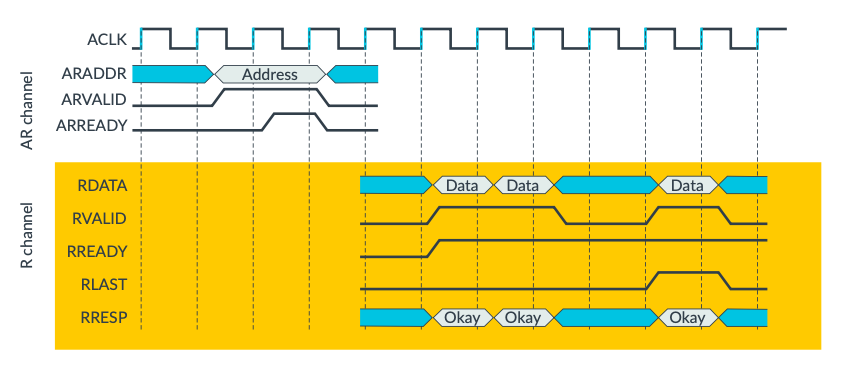 ACLK
AR channel
ARADDR Address
ARVALID
ARREADY
R channel
RDATA Data Data Data
RVALID
RREADY
RLAST
RRESP Okay Okay Okay